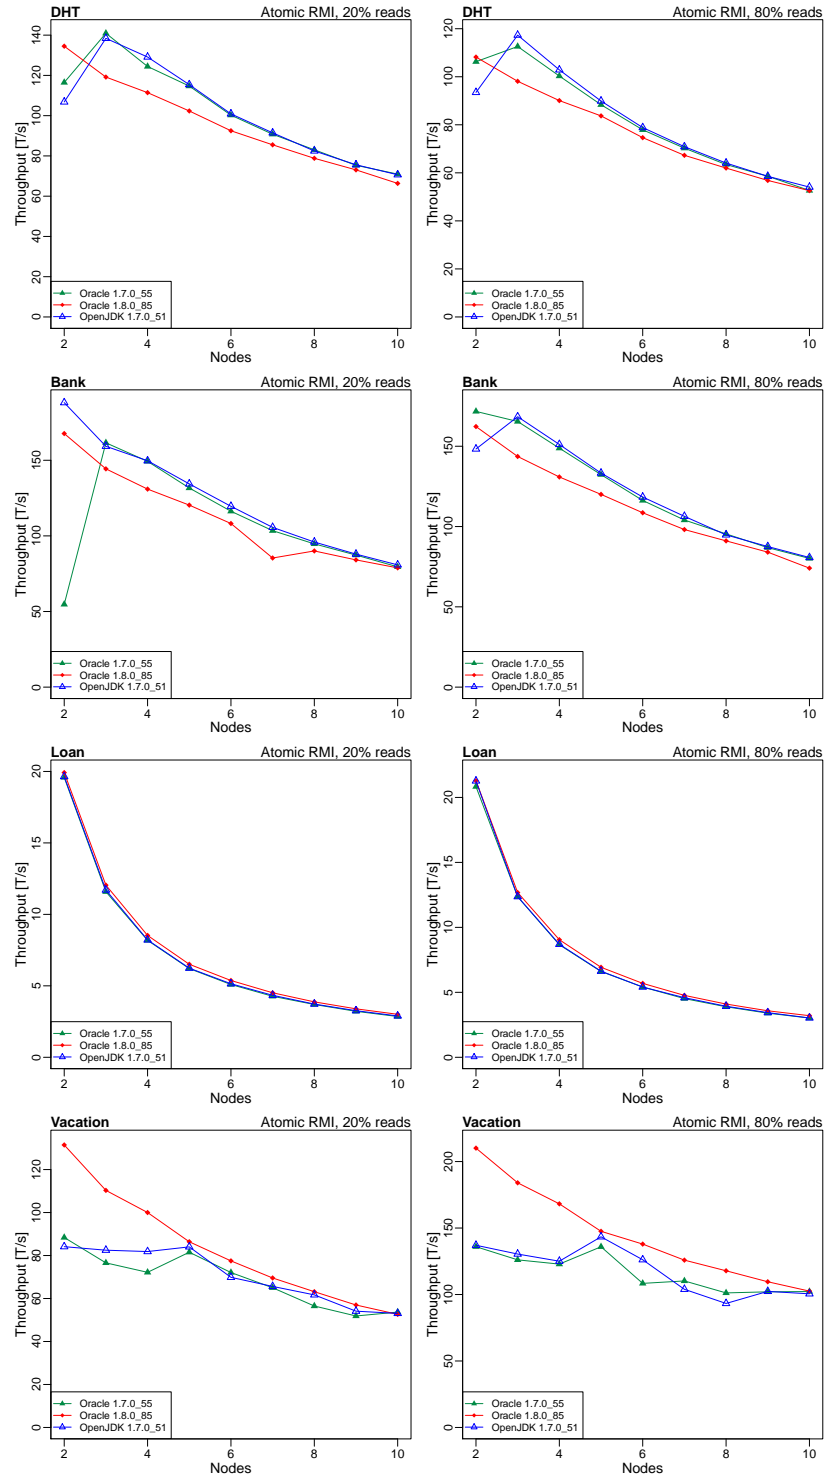 DHT Atomic RMI, 20% reads
Throughput [T/s]
0 20 40 60 80 100 120 140
Oracle 1.7.0_55
Oracle 1.8.0_85
OpenJDK 1.7.0_51
2 4 6 8 10
Nodes
DHT Atomic RMI, 80% reads
Throughput [T/s]
0 20 40 60 80 100 120
Oracle 1.7.0_55
Oracle 1.8.0_85
OpenJDK 1.7.0_51
2 4 6 8 10
Nodes
Bank Atomic RMI, 20% reads
Throughput [T/s]
0 50 100 150
Oracle 1.7.0_55
Oracle 1.8.0_85
OpenJDK 1.7.0_51
2 4 6 8 10
Nodes
Bank Atomic RMI, 80% reads
Throughput [T/s]
0 50 100 150
Oracle 1.7.0_55
Oracle 1.8.0_85
OpenJDK 1.7.0_51
2 4 6 8 10
Nodes
Loan Atomic RMI, 20% reads
Throughput [T/s]
0 5 10 15 20
Oracle 1.7.0_55
Oracle 1.8.0_85
OpenJDK 1.7.0_51
2 4 6 8 10
Nodes
Loan Atomic RMI, 80% reads
Throughput [T/s]
0 5 10 15 20
Oracle 1.7.0_55
Oracle 1.8.0_85
OpenJDK 1.7.0_51
2 4 6 8 10
Nodes
Vacation Atomic RMI, 20% reads
Throughput [T/s]
0 20 40 60 80 100 120
Oracle 1.7.0_55
Oracle 1.8.0_85
OpenJDK 1.7.0_51
2 4 6 8 10
Nodes
Vacation Atomic RMI, 80% reads
Throughput [T/s]
0 50 100 150 200
Oracle 1.7.0_55
Oracle 1.8.0_85
OpenJDK 1.7.0_51
2 4 6 8 10
Nodes